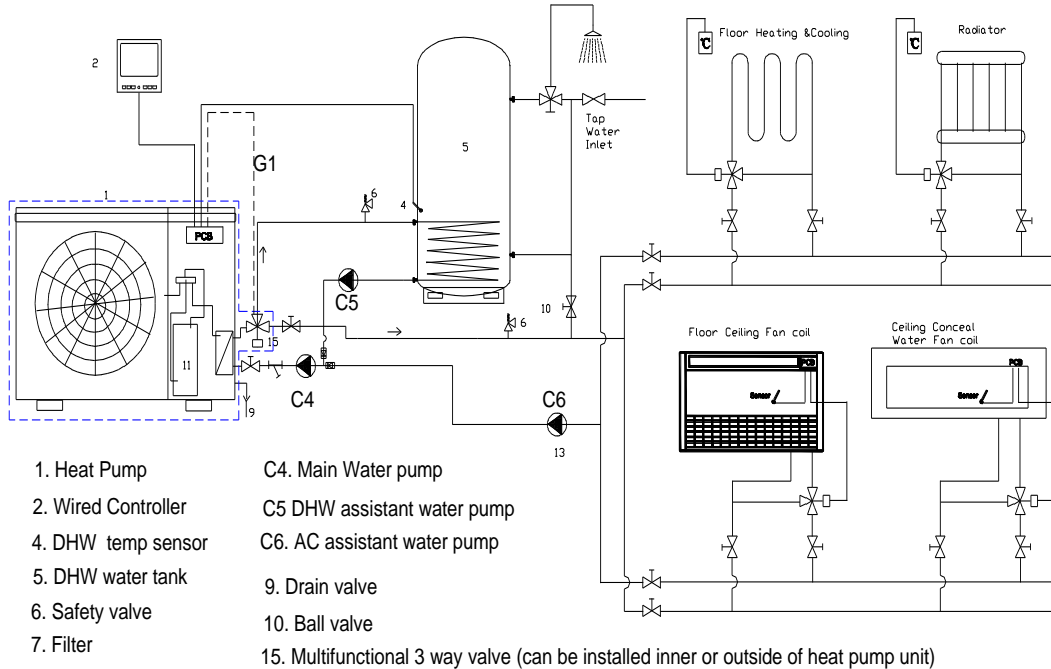 Floor Heating &Cooling
Radiator
°C
°C
2
Tap
Water
Inlet
5
G1
1
6
4
PCB
C5
10
6
15
11
C4
9
C6
13
Floor Ceiling Fan coil
PCB
Sensor
Ceiling Conceal
Water Fan coil
PCB
Sensor
1. Heat Pump
2. Wired Controller
4. DHW temp sensor
5. DHW water tank
6. Safety valve
7. Filter
C4. Main Water pump
C5 DHW assistant water pump
C6. AC assistant water pump
9. Drain valve
10. Ball valve
15. Multifunctional 3 way valve (can be installed inner or outside of heat pump unit)